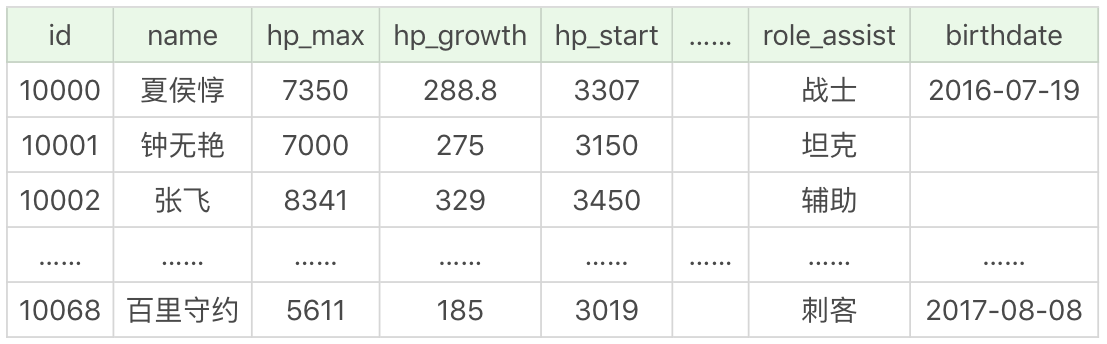 id name hp_max hp_growth hp_start …… role_assist birthdate
10000 夏侯惇 7350 288.8 3307 战士 2016-07-19
10001 钟无艳 7000 275 3150 坦克
10002 张飞 8341 329 3450 辅助
…… …… …… …… …… …… …… ……
10068 百里守约 5611 185 3019 刺客 2017-08-08